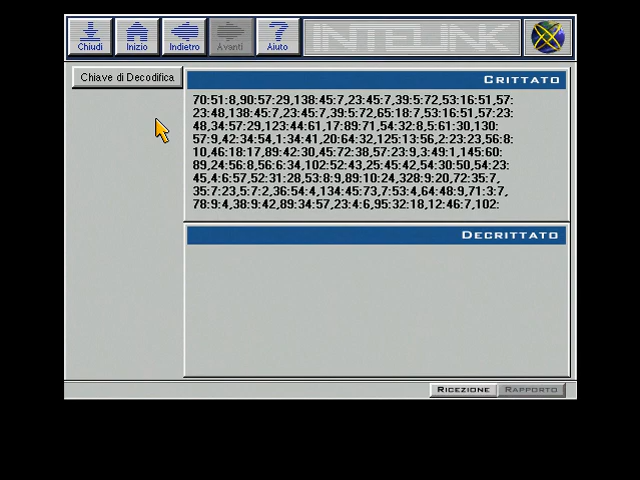 Chiudi
Inizio
Indietro
Avanti
Aiuto
INTELINK
Chiave di Decodifica
Crittato
70:51:8,90:57:29,138:45:7,23:45:7,39:5:72,53:16:51,57:
23:48,138:45:7,23:45:7,39:5:72,65:18:7,53:16:51,57:23:
48,34:57:29,123:44:61,17:89:71,54:32:8,5:61:30,130:
57:9,42:34:54,1:34:41,20:64:32,125:13:56,2:23:23,56:8:
10,46:18:17,89:42:30,45:72:38,57:23:9,3:49:1,145:60:
89,24:56:8,56:6:34,102:52:43,25:45:42,54:30:50,54:23:
45,4:6:57,52:31:28,53:8:9,89:10:24,328:9:20,72:35:7,
35:7:23,5:7:2,36:54:4,134:45:73,7:53:4,64:48:9,71:3:7,
78:9:4,38:9:42,89:34:57,23:4:6,95:32:18,12:46:7,102:
Decrittato
Ricezione
Rapporto